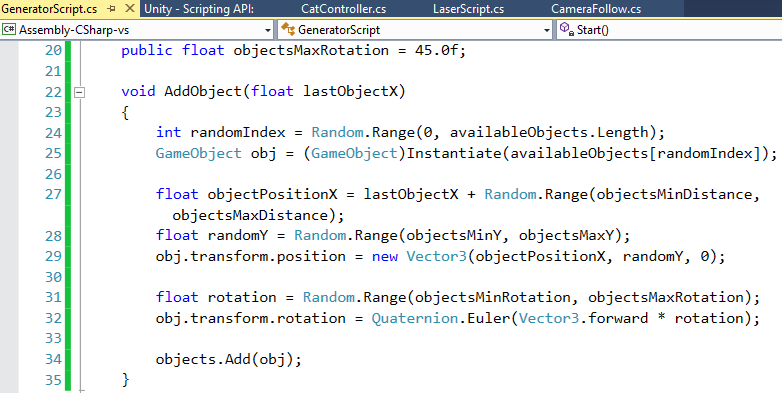 GeneratorScript.cs Unity - Scripting API: CatController.cs LaserScript.cs CameraFollow.cs
Assembly-CSharp-vs GeneratorScript Start()
20 public float objectsMaxRotation = 45.0f;
21
22 void AddObject(float lastObjectX)
23 {
24 int randomIndex = Random.Range(0, availableObjects.Length);
25 GameObject obj = (GameObject)Instantiate(availableObjects[randomIndex]);
26
27 float objectPositionX = lastObjectX + Random.Range(objectsMinDistance,
objectsMaxDistance);
28 float randomY = Random.Range(objectsMinY, objectsMaxY);
29 obj.transform.position = new Vector3(objectPositionX, randomY, 0);
30
31 float rotation = Random.Range(objectsMinRotation, objectsMaxRotation);
32 obj.transform.rotation = Quaternion.Euler(Vector3.forward * rotation);
33
34 objects.Add(obj);
35 }